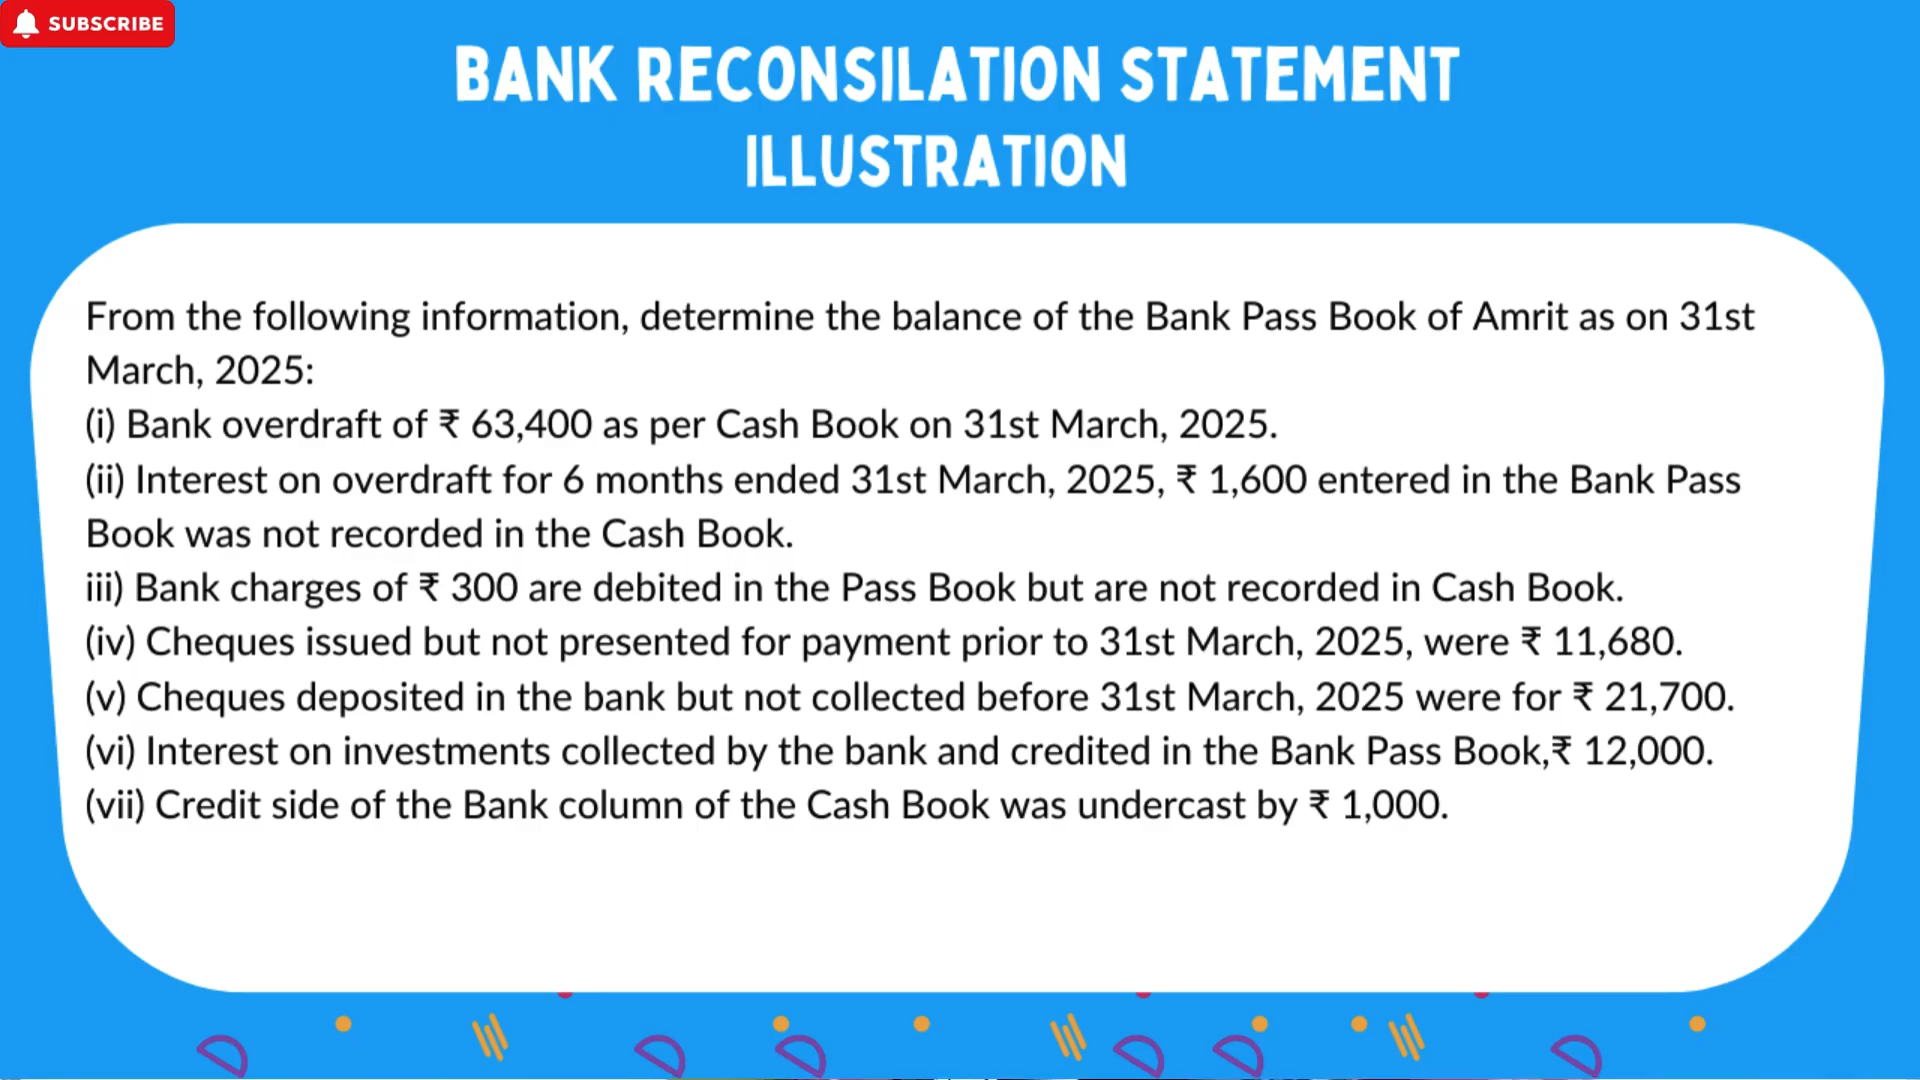 SUBSCRIBE
BANK RECONSILATION STATEMENT
ILLUSTRATION
From the following information, determine the balance of the Bank Pass Book of Amrit as on 31st
March, 2025:
(i) Bank overdraft of ₹ 63,400 as per Cash Book on 31st March, 2025.
(ii) Interest on overdraft for 6 months ended 31st March, 2025, ₹ 1,600 entered in the Bank Pass
Book was not recorded in the Cash Book.
iii) Bank charges of ₹ 300 are debited in the Pass Book but are not recorded in Cash Book.
(iv) Cheques issued but not presented for payment prior to 31st March, 2025, were ₹ 11,680.
(v) Cheques deposited in the bank but not collected before 31st March, 2025 were for ₹ 21,700.
(vi) Interest on investments collected by the bank and credited in the Bank Pass Book,₹ 12,000.
(vii) Credit side of the Bank column of the Cash Book was undercast by ₹ 1,000.